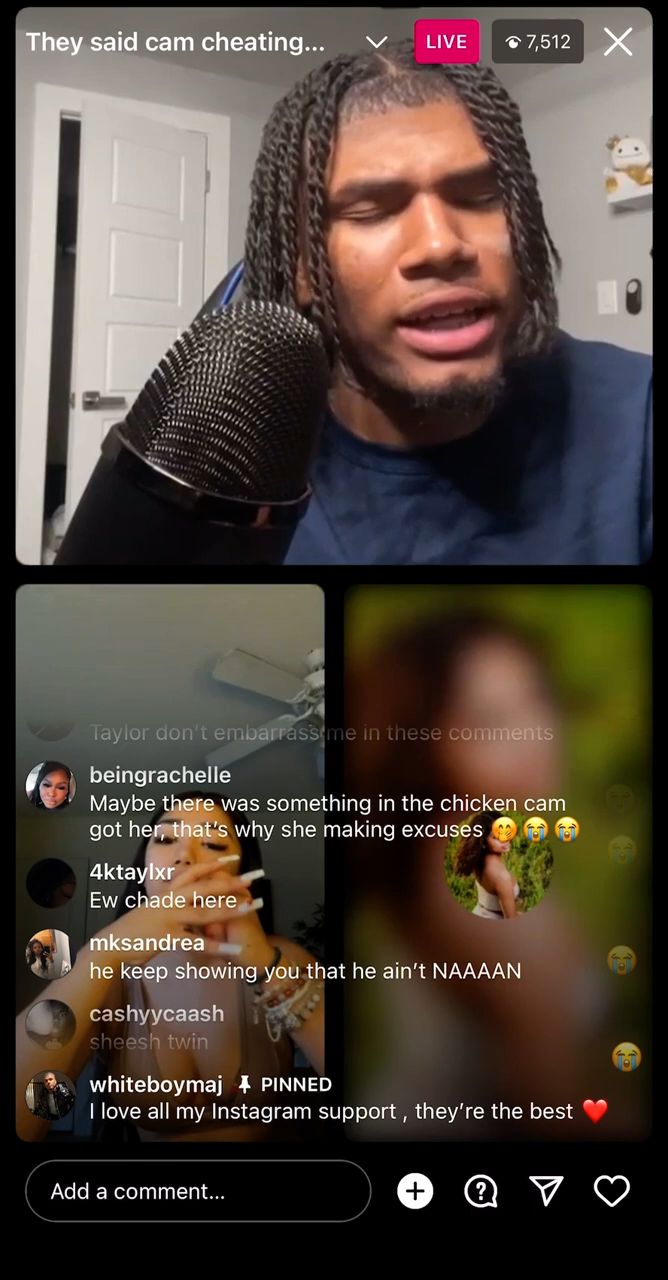 They said cam cheating...
LIVE
7,512
Taylor don’t embarrass me in these comments
beingrachelle
Maybe there was something in the chicken cam
got her, that’s why she making excuses 🤭😭😭
4ktaylxr
Ew chade here
mksandrea
he keep showing you that he ain’t NAAAAN
cashyycaash
sheesh twin
whiteboymaj PINNED
I love all my Instagram support , they’re the best ❤️
Add a comment...